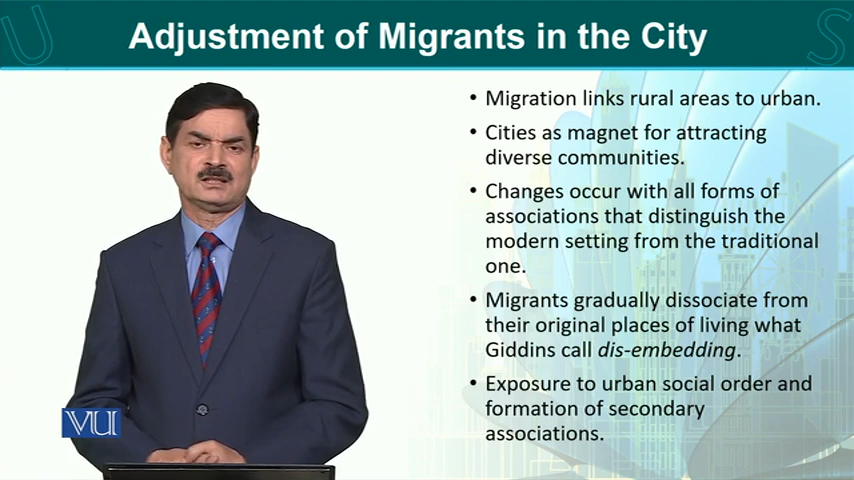 U
S
Adjustment of Migrants in the City
• Migration links rural areas to urban.
• Cities as magnet for attracting
diverse communities.
• Changes occur with all forms of
associations that distinguish the
modern setting from the traditional
one.
• Migrants gradually dissociate from
their original places of living what
Giddins call dis-embedding.
• Exposure to urban social order and
formation of secondary
associations.
VU